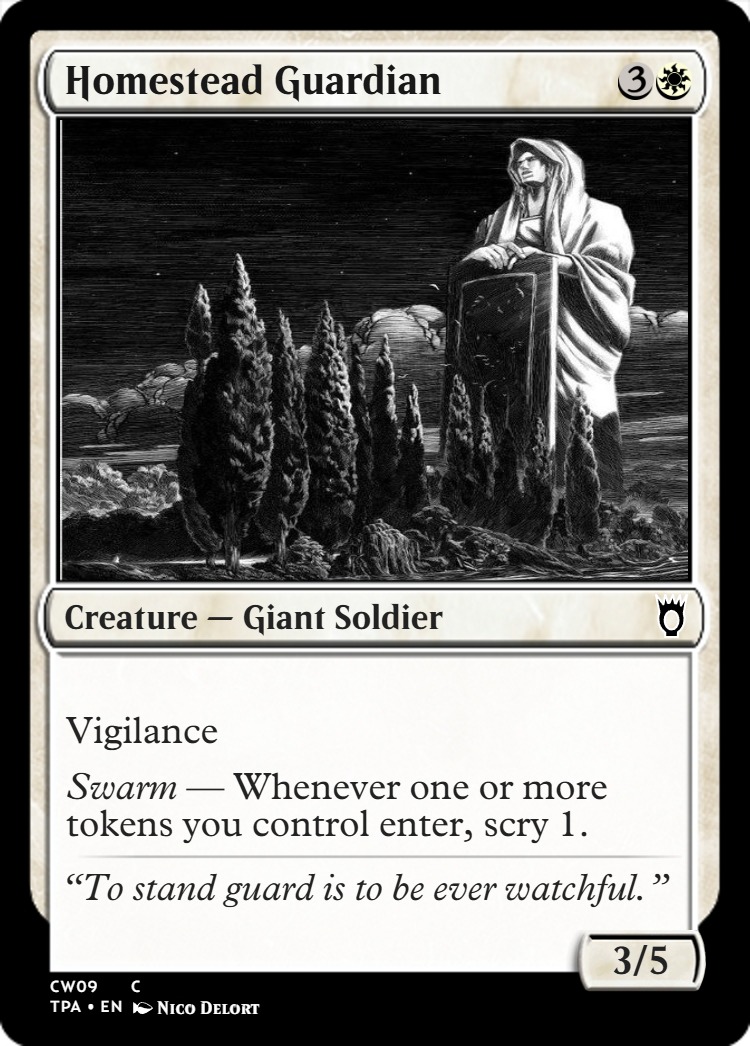 Homestead Guardian 3
Creature — Giant Soldier
Vigilance
Swarm — Whenever one or more
tokens you control enter, scry 1.
“To stand guard is to be ever watchful.”
3/5
CW09 C
TPA • EN Nico Delort